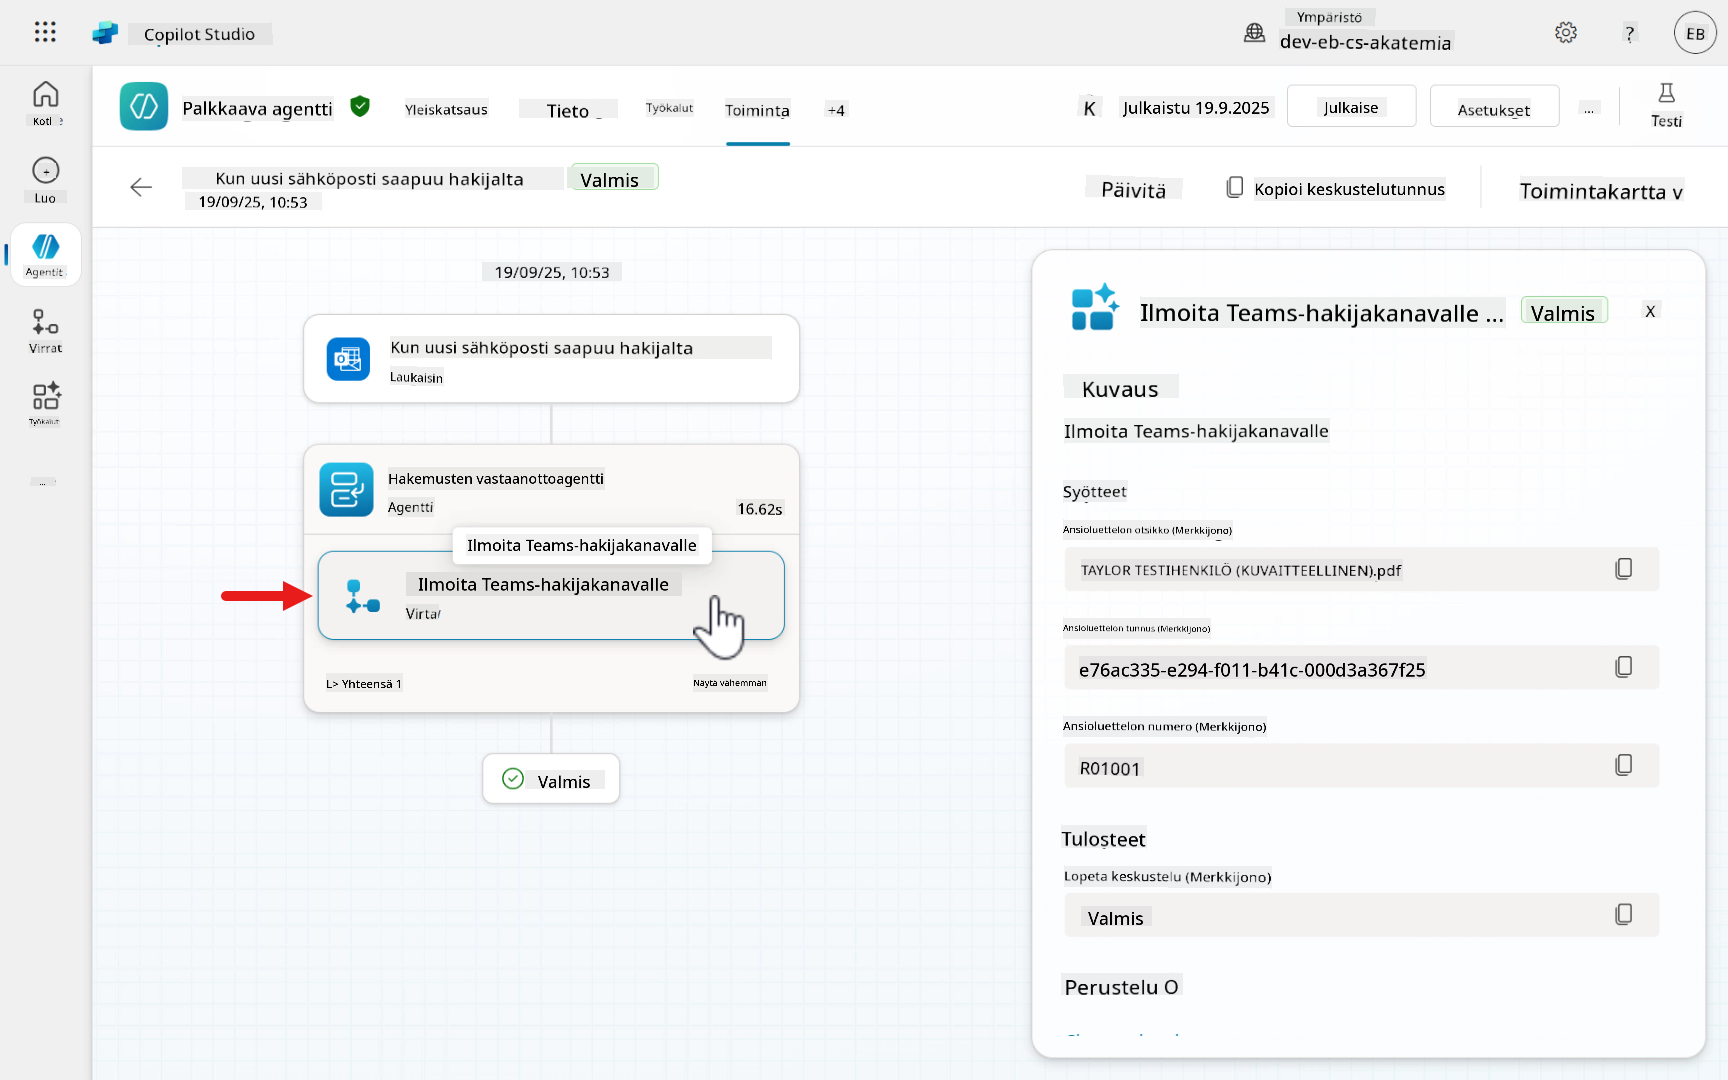 Copilot Studio
Ympäristö
dev-eb-cs-akatemia
?
EB
Koti
Luo
Agentit
Virrat
Työkalut
...
Palkkaava agentti
Yleiskatsaus
Tieto
Työkalut
Toiminta
+4
K
Julkaistu 19.9.2025
Julkaise
Asetukset
...
Testi
Kun uusi sähköposti saapuu hakijalta
Valmis
19/09/25, 10:53
Päivitä
Kopioi keskustelutunnus
Toimintakartta v
19/09/25, 10:53
Kun uusi sähköposti saapuu hakijalta
Laukaisin
Hakemusten vastaanottoagentti
Agentti
16.62s
Ilmoita Teams-hakijakanavalle
Ilmoita Teams-hakijakanavalle
Virta
L> Yhteensä 1
Näytä vähemmän
Valmis
Ilmoita Teams-hakijakanavalle ...
Valmis
X
Kuvaus
Ilmoita Teams-hakijakanavalle
Syötteet
Ansioluettelon otsikko (Merkkijono)
TAYLOR TESTIHENKILÖ (KUVAITTEELLINEN).pdf
Ansioluettelon tunnus (Merkkijono)
e76ac335-e294-f011-b41c-000d3a367f25
Ansioluettelon numero (Merkkijono)
R01001
Tulosteet
Lopeta keskustelu (Merkkijono)
Valmis
Perustelu O